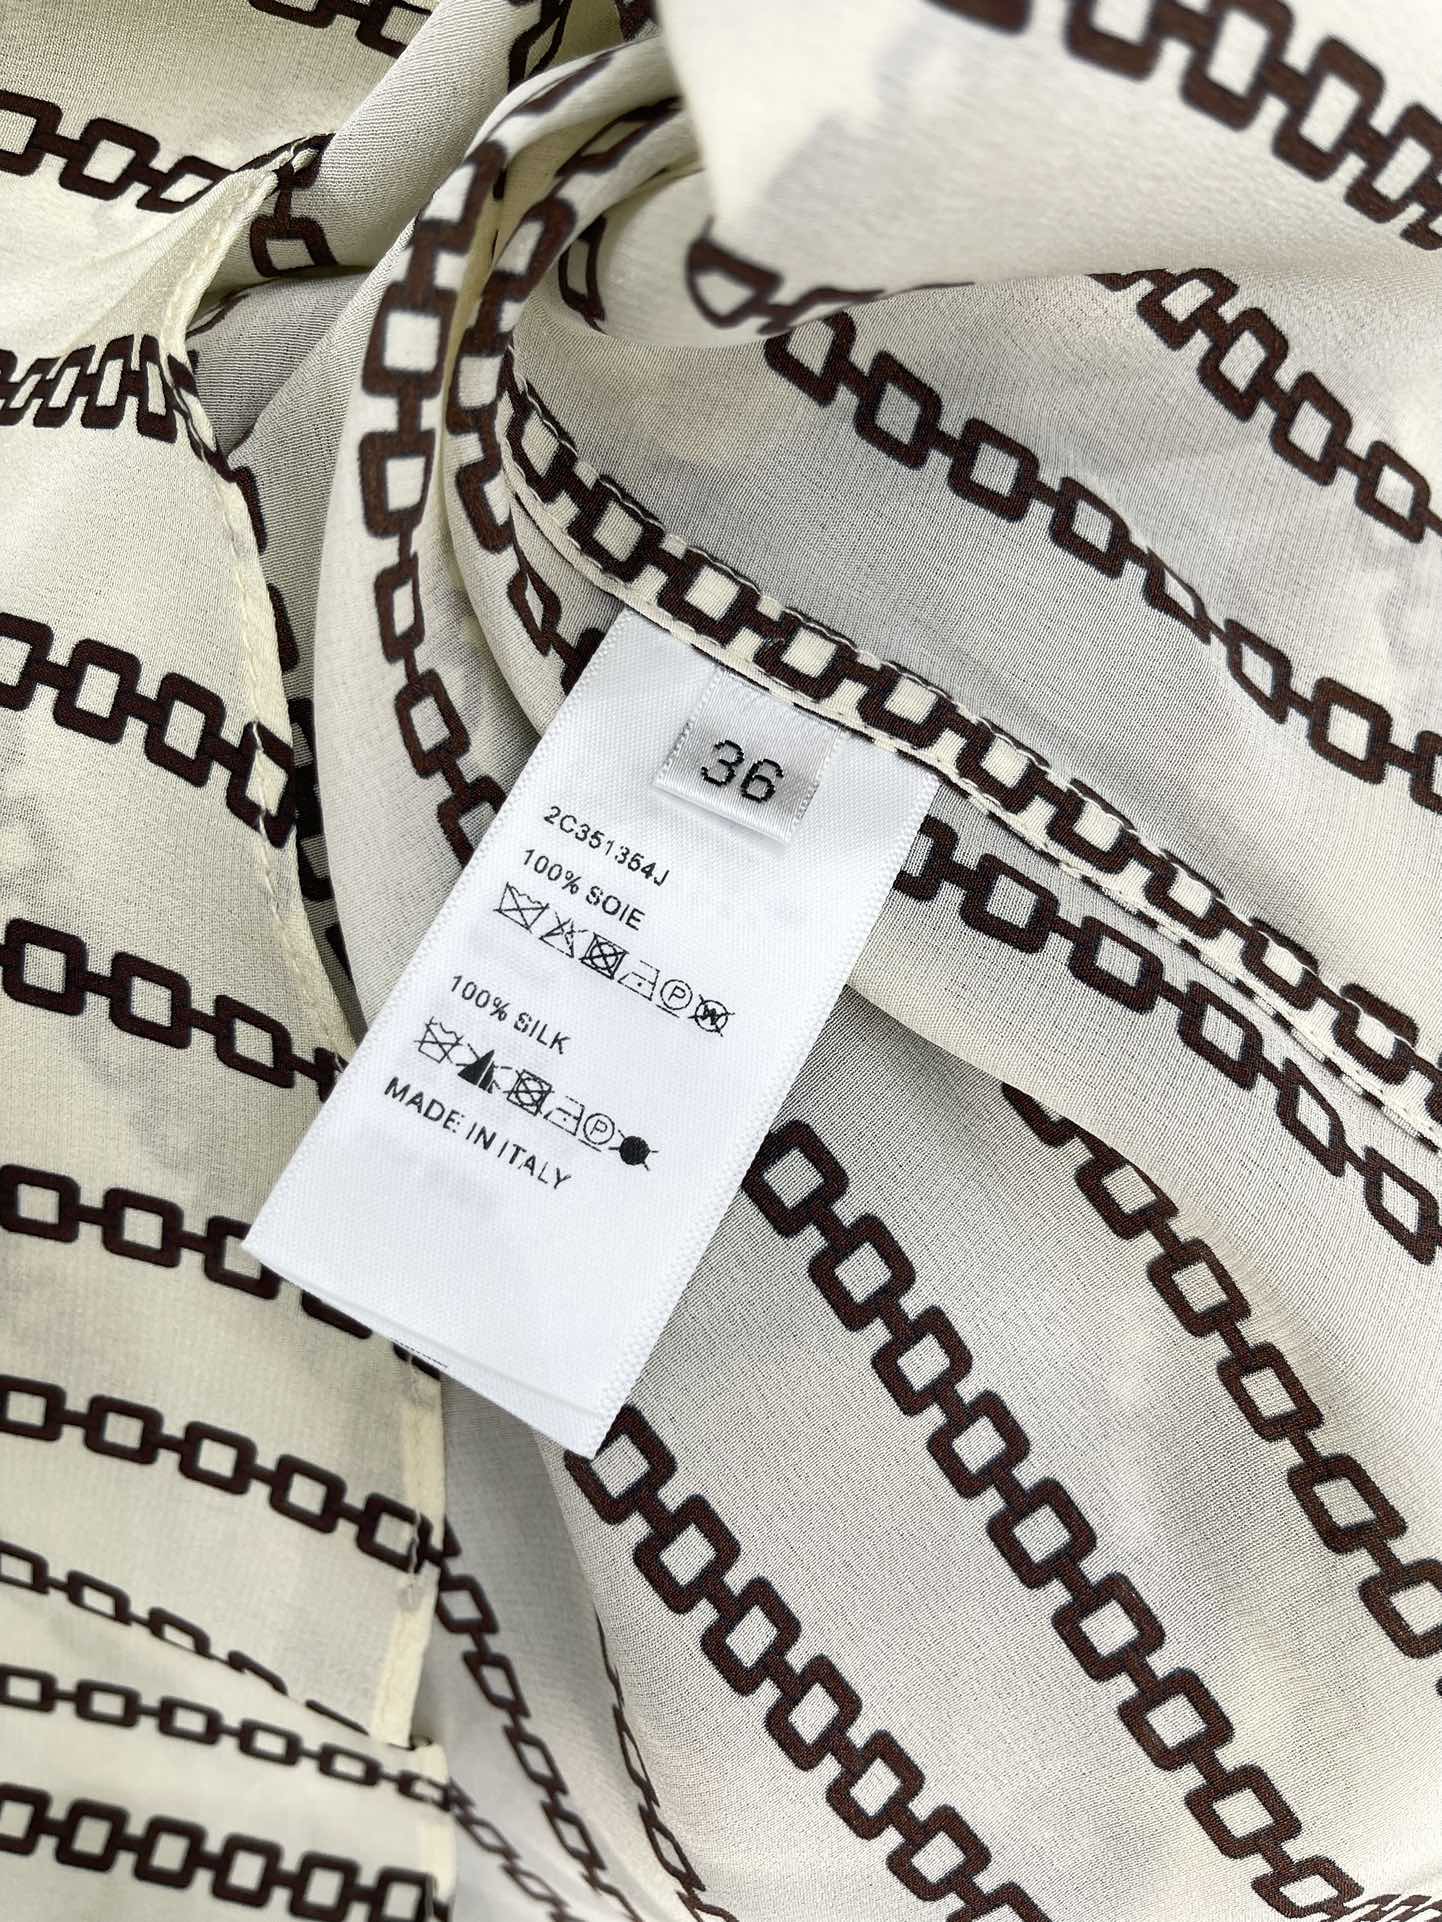 36
2C351354J
100% SOIE
P W
100% SILK
P
MADE IN ITALY